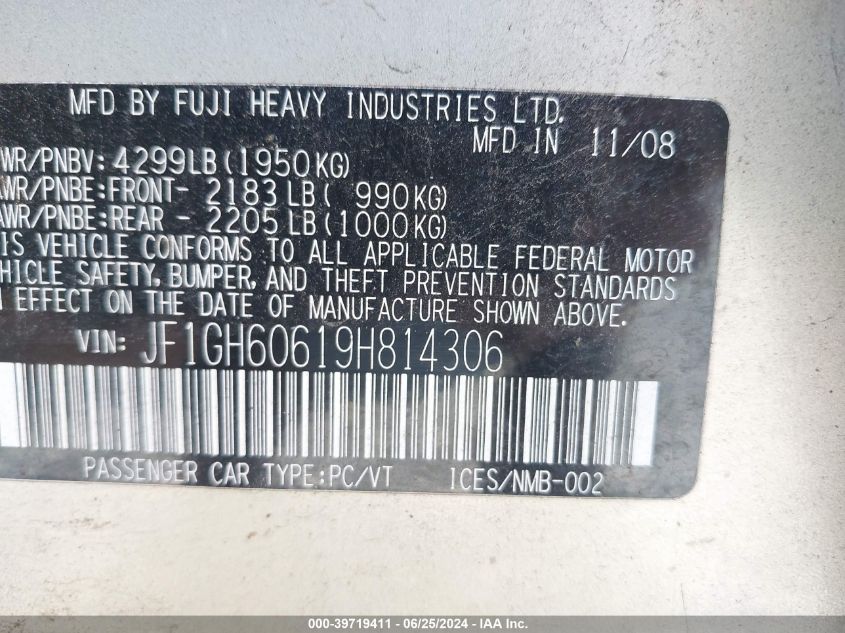 MFD BY FUJI HEAVY INDUSTRIES LTD.
MFD IN 11/08
WR/PNBV: 4299LB(1950KG)
AWR/PNBE:FRONT- 2183LB( 990KG)
AWR/PNBE:REAR - 2205LB(1000KG)
IS VEHICLE CONFORMS TO ALL APPLICABLE FEDERAL MOTOR
HICLE SAFETY, BUMPER, AND THEFT PREVENTION STANDARDS
EFFECT ON THE DATE OF MANUFACTURE SHOWN ABOVE.
VIN: JF1GH60619H814306
PASSENGER CAR TYPE:PC/VT ICES/NMB-002
000-39719411 - 06/25/2024 - IAA Inc.